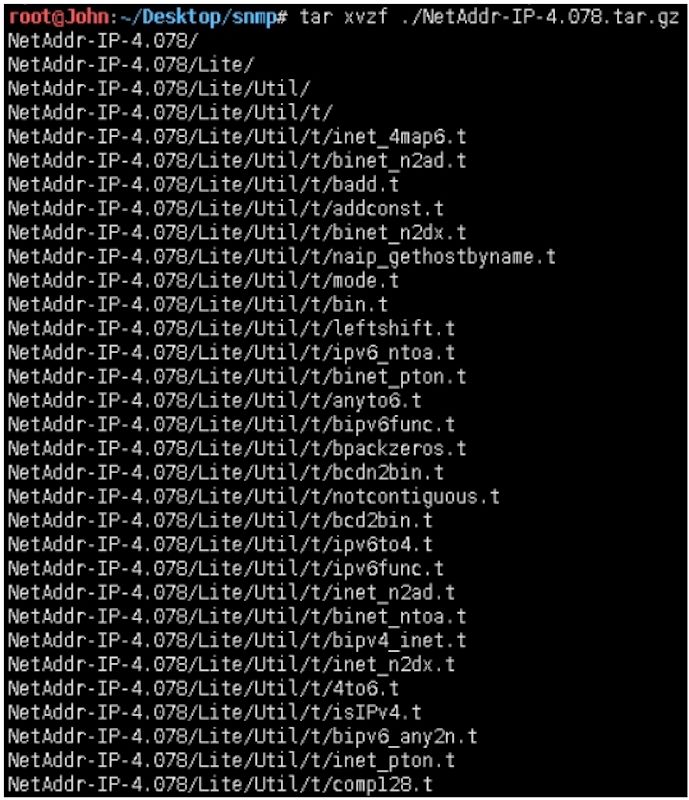 root@John:~/Desktop/snmp# tar xvzf ./NetAddr-IP-4.078.tar.gz
NetAddr-IP-4.078/
NetAddr-IP-4.078/Lite/
NetAddr-IP-4.078/Lite/Util/
NetAddr-IP-4.078/Lite/Util/t/
NetAddr-IP-4.078/Lite/Util/t/inet_4map6.t
NetAddr-IP-4.078/Lite/Util/t/binet_n2ad.t
NetAddr-IP-4.078/Lite/Util/t/badd.t
NetAddr-IP-4.078/Lite/Util/t/addconst.t
NetAddr-IP-4.078/Lite/Util/t/binet_n2dx.t
NetAddr-IP-4.078/Lite/Util/t/naip_gethostbyname.t
NetAddr-IP-4.078/Lite/Util/t/mode.t
NetAddr-IP-4.078/Lite/Util/t/bin.t
NetAddr-IP-4.078/Lite/Util/t/leftshift.t
NetAddr-IP-4.078/Lite/Util/t/ipv6_ntoa.t
NetAddr-IP-4.078/Lite/Util/t/binet_pton.t
NetAddr-IP-4.078/Lite/Util/t/anyto6.t
NetAddr-IP-4.078/Lite/Util/t/bipv6func.t
NetAddr-IP-4.078/Lite/Util/t/bpackzeros.t
NetAddr-IP-4.078/Lite/Util/t/bcdn2bin.t
NetAddr-IP-4.078/Lite/Util/t/notcontiguous.t
NetAddr-IP-4.078/Lite/Util/t/bcd2bin.t
NetAddr-IP-4.078/Lite/Util/t/ipv6to4.t
NetAddr-IP-4.078/Lite/Util/t/ipv6func.t
NetAddr-IP-4.078/Lite/Util/t/inet_n2ad.t
NetAddr-IP-4.078/Lite/Util/t/binet_ntoa.t
NetAddr-IP-4.078/Lite/Util/t/bipv4_inet.t
NetAddr-IP-4.078/Lite/Util/t/inet_n2dx.t
NetAddr-IP-4.078/Lite/Util/t/4to6.t
NetAddr-IP-4.078/Lite/Util/t/isIPv4.t
NetAddr-IP-4.078/Lite/Util/t/bipv6_any2n.t
NetAddr-IP-4.078/Lite/Util/t/inet_pton.t
NetAddr-IP-4.078/Lite/Util/t/comp128.t